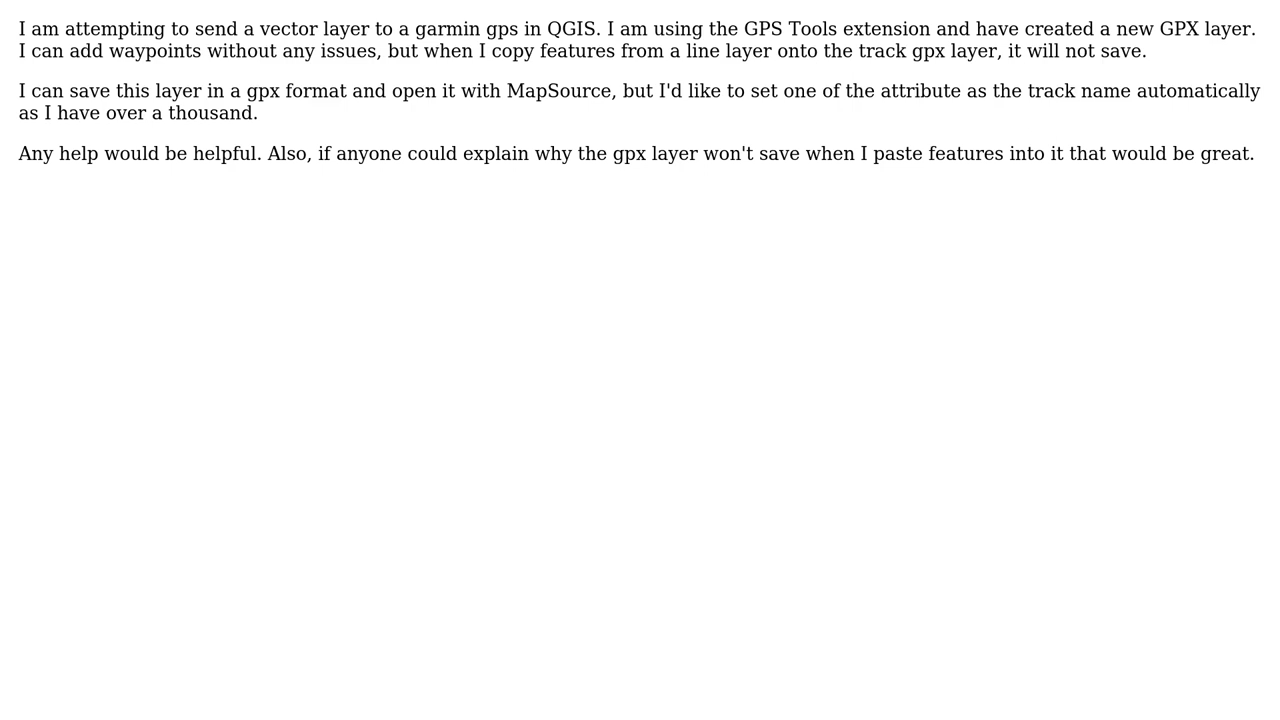 I am attempting to send a vector layer to a garmin gps in QGIS. I am using the GPS Tools extension and have created a new GPX layer.
I can add waypoints without any issues, but when I copy features from a line layer onto the track gpx layer, it will not save.
I can save this layer in a gpx format and open it with MapSource, but I'd like to set one of the attribute as the track name automatically
as I have over a thousand.
Any help would be helpful. Also, if anyone could explain why the gpx layer won't save when I paste features into it that would be great.